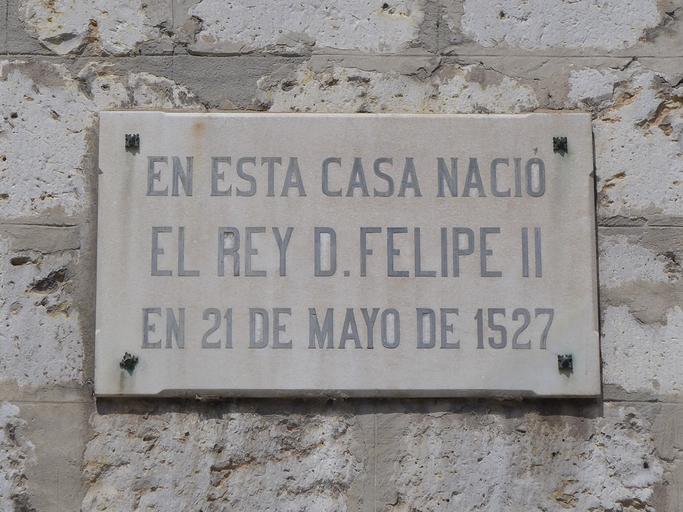 EN ESTA CASA NACIÓ
EL REY D. FELIPE II
EN 21 DE MAYO DE 1527